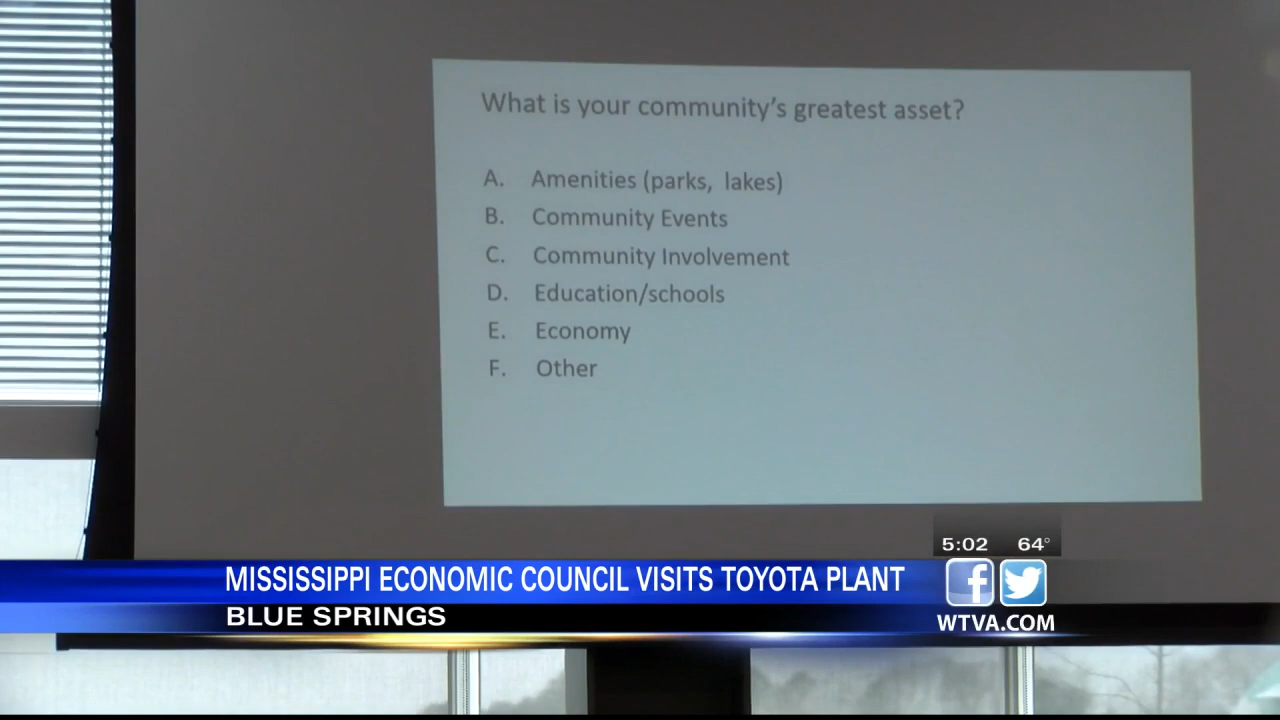 What is your community's greatest asset?
A. Amenities (parks, lakes)
B. Community Events
C. Community Involvement
D. Education/schools
E. Economy
F. Other
5:02 64°
MISSISSIPPI ECONOMIC COUNCIL VISITS TOYOTA PLANT
BLUE SPRINGS
WTVA.COM